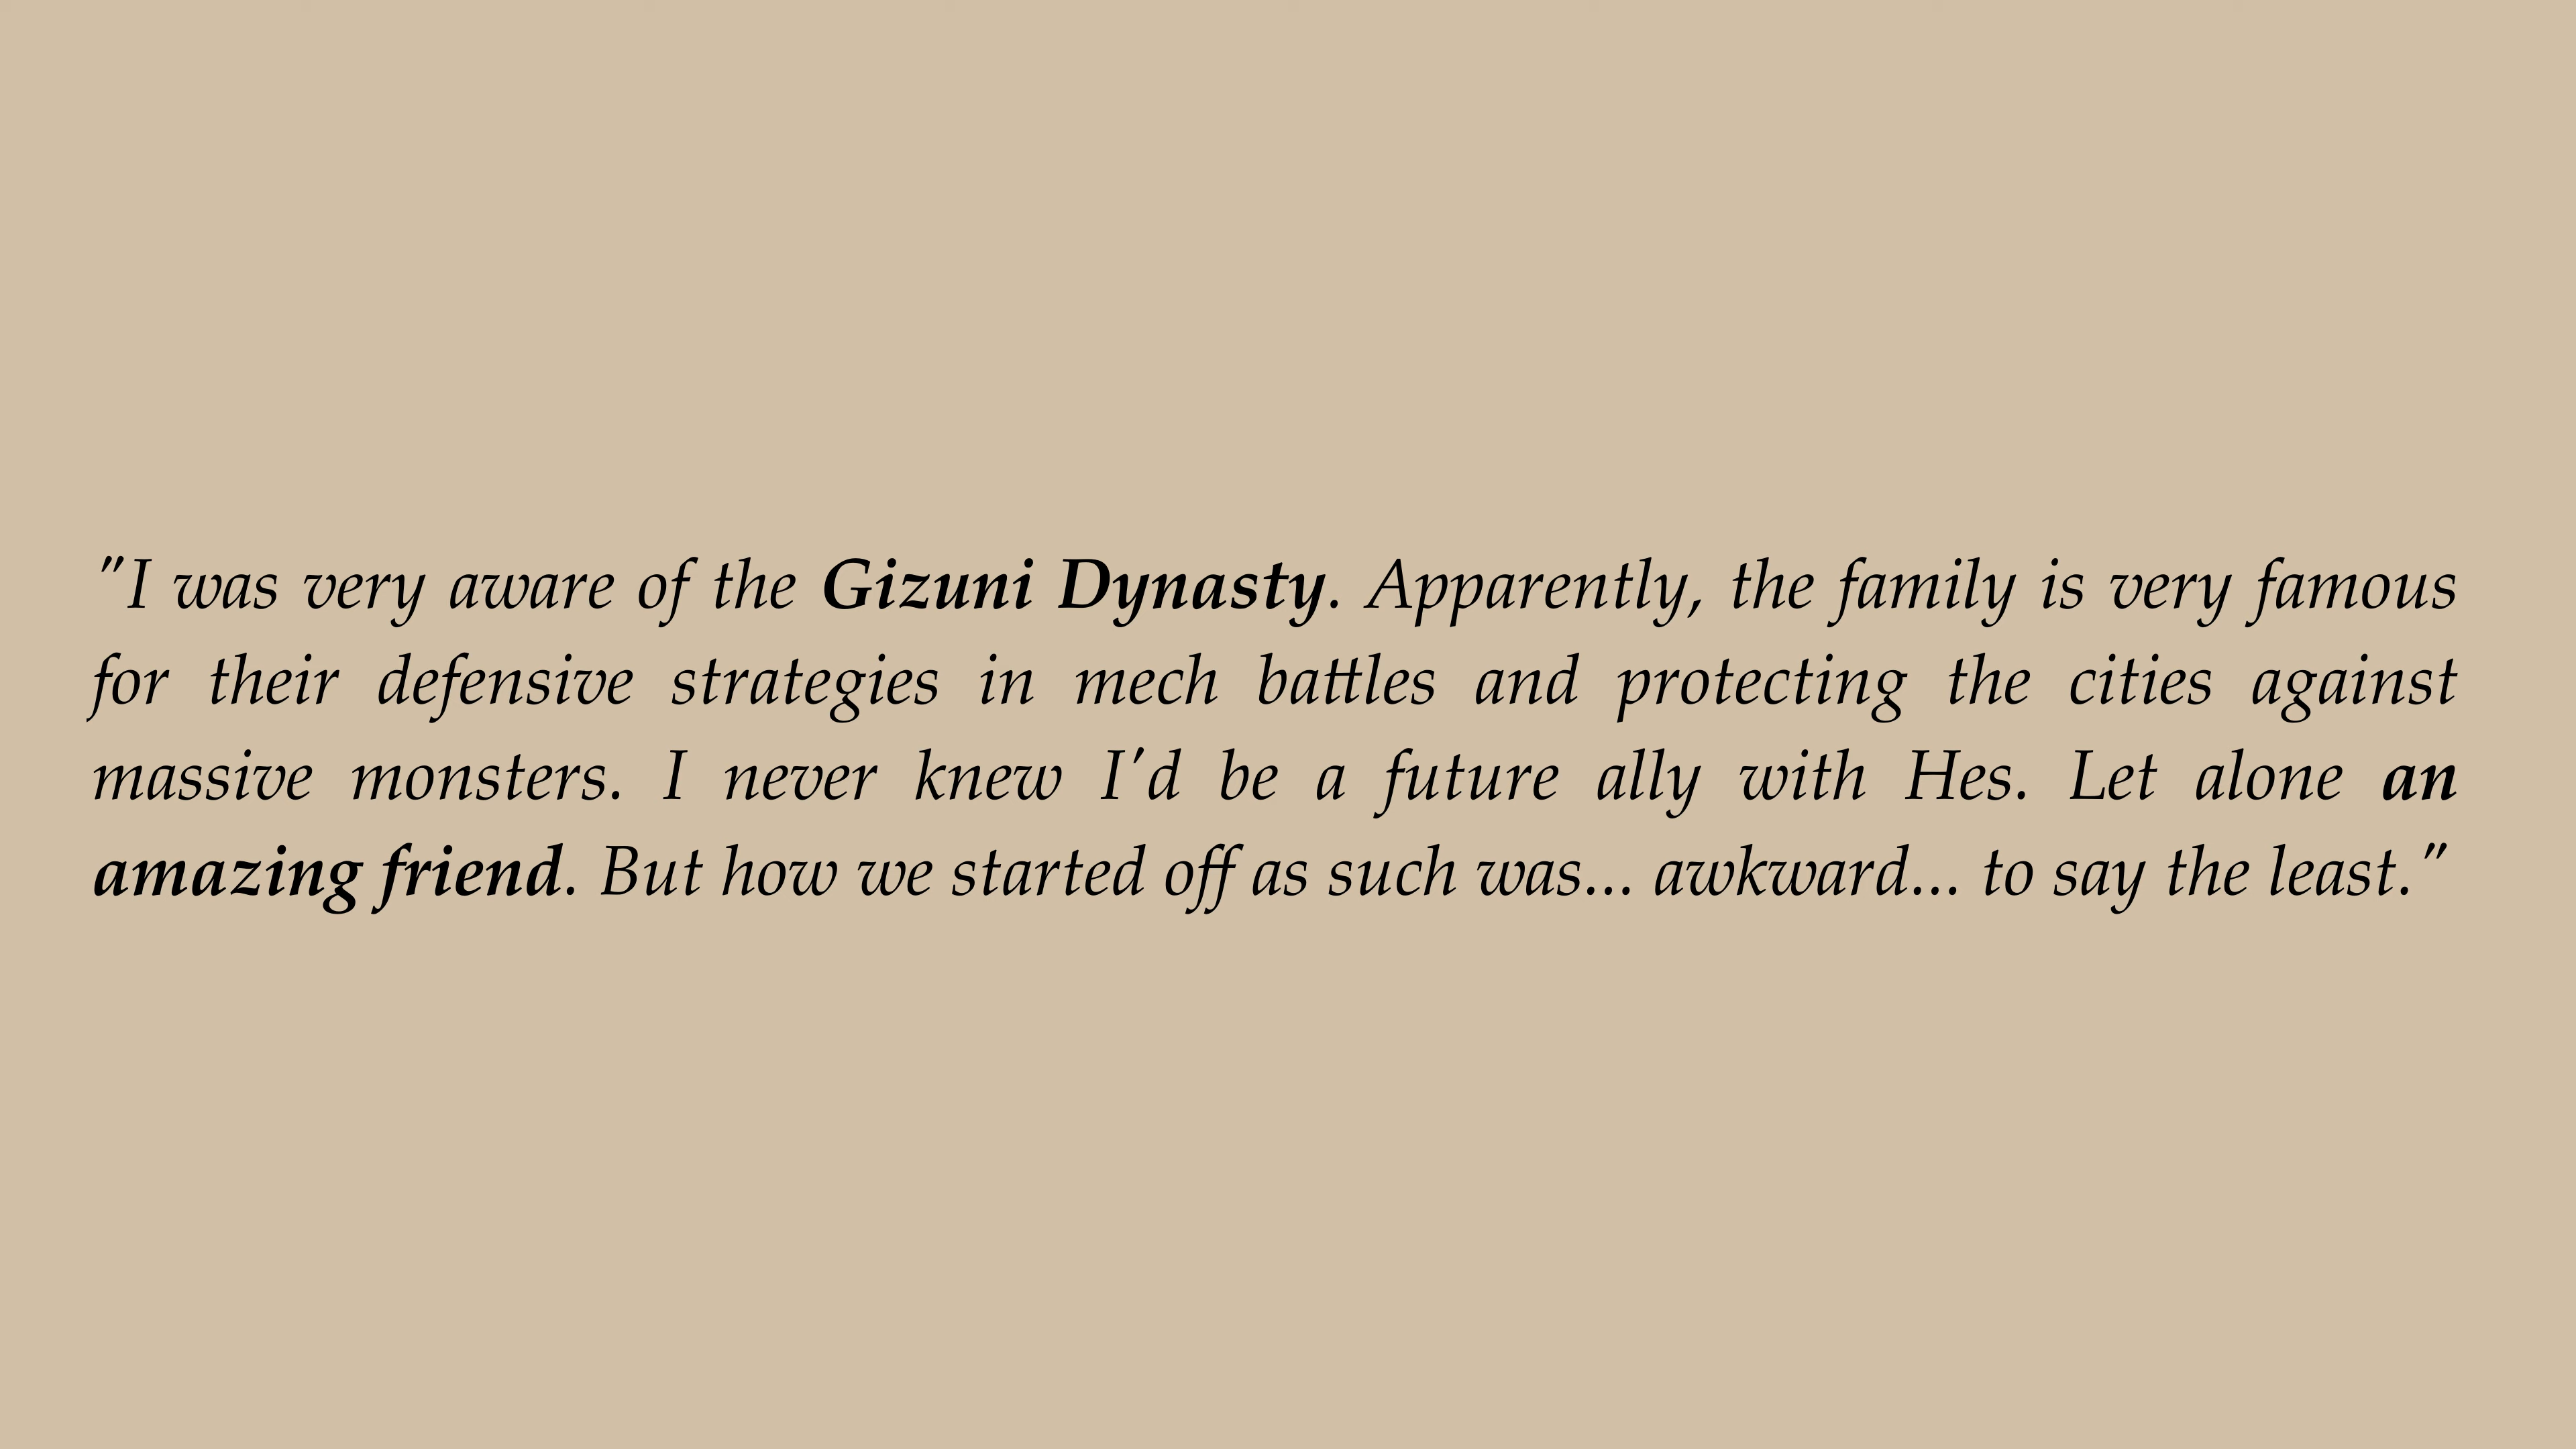 "I was very aware of the Gizuni Dynasty. Apparently, the family is very famous
for their defensive strategies in mech battles and protecting the cities against
massive monsters. I never knew I'd be a future ally with Hes. Let alone an
amazing friend. But how we started off as such was... awkward... to say the least."